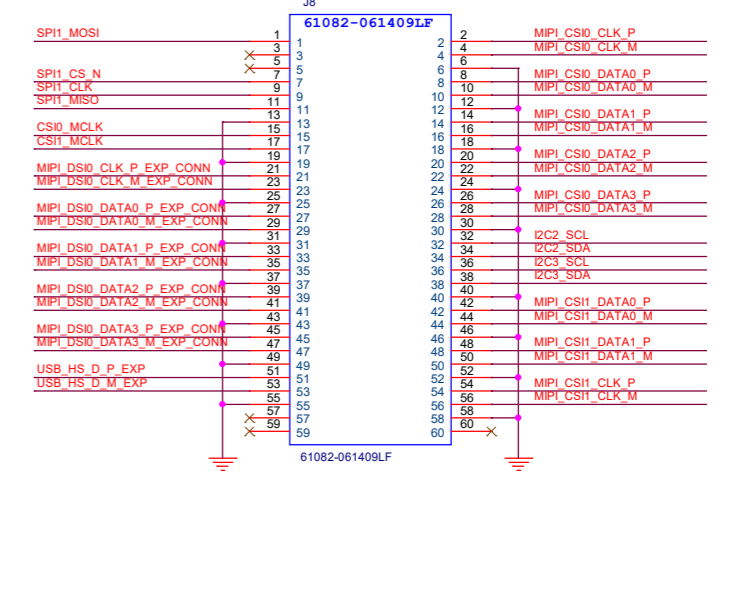 J8
61082-061409LF
SPI1_MOSI 1 1 2 2 MIPI_CSI0_CLK_P
3 3 4 4 MIPI_CSI0_CLK_M
5 5 6 6
SPI1_CS_N 7 7 8 8 MIPI_CSI0_DATA0_P
SPI1_CLK 9 9 10 10 MIPI_CSI0_DATA0_M
SPI1_MISO 11 11 12 12
13 13 14 14 MIPI_CSI0_DATA1_P
CSI0_MCLK 15 15 16 16 MIPI_CSI0_DATA1_M
CSI1_MCLK 17 17 18 18
19 19 20 20 MIPI_CSI0_DATA2_P
MIPI_DSI0_CLK_P_EXP_CONN 21 21 22 22 MIPI_CSI0_DATA2_M
MIPI_DSI0_CLK_M_EXP_CONN 23 23 24 24
25 25 26 26 MIPI_CSI0_DATA3_P
MIPI_DSI0_DATA0_P_EXP_CONN 27 27 28 28 MIPI_CSI0_DATA3_M
MIPI_DSI0_DATA0_M_EXP_CONN 29 29 30 30
31 31 32 32 I2C2_SCL
MIPI_DSI0_DATA1_P_EXP_CONN 33 33 34 34 I2C2_SDA
MIPI_DSI0_DATA1_M_EXP_CONN 35 35 36 36 I2C3_SCL
37 37 38 38 I2C3_SDA
MIPI_DSI0_DATA2_P_EXP_CONN 39 39 40 40
MIPI_DSI0_DATA2_M_EXP_CONN 41 41 42 42 MIPI_CSI1_DATA0_P
43 43 44 44 MIPI_CSI1_DATA0_M
MIPI_DSI0_DATA3_P_EXP_CONN 45 45 46 46
MIPI_DSI0_DATA3_M_EXP_CONN 47 47 48 48 MIPI_CSI1_DATA1_P
49 49 50 50 MIPI_CSI1_DATA1_M
USB_HS_D_P_EXP 51 51 52 52
USB_HS_D_M_EXP 53 53 54 54 MIPI_CSI1_CLK_P
55 55 56 56 MIPI_CSI1_CLK_M
57 57 58 58
59 59 60 60
61082-061409LF